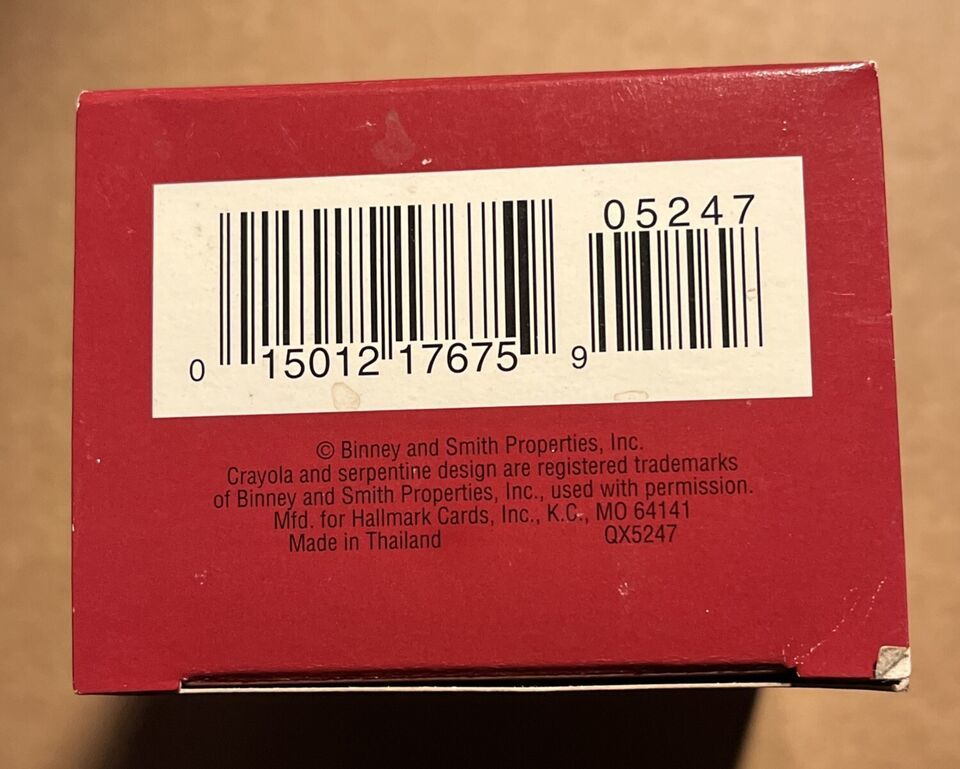 05247
0 15012 17675 9
© Binney and Smith Properties, Inc.
Crayola and serpentine design are registered trademarks
of Binney and Smith Properties, Inc., used with permission.
Mfd. for Hallmark Cards, Inc., K.C., MO 64141
Made in Thailand QX5247